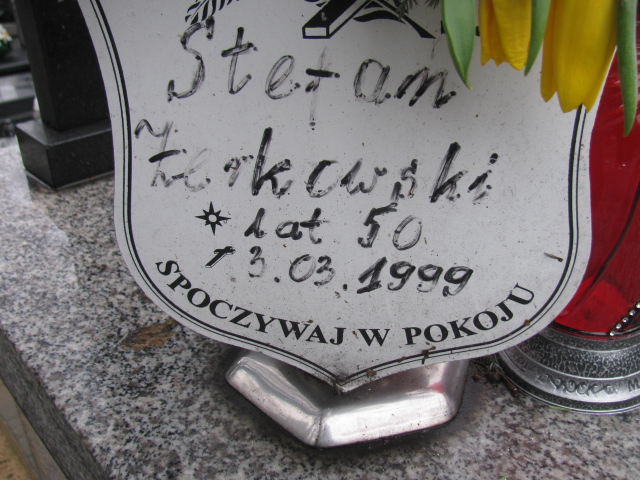 Stefan
Żerkowski
lat 50
3.03.1999
SPOCZYWAJ W POKOJU